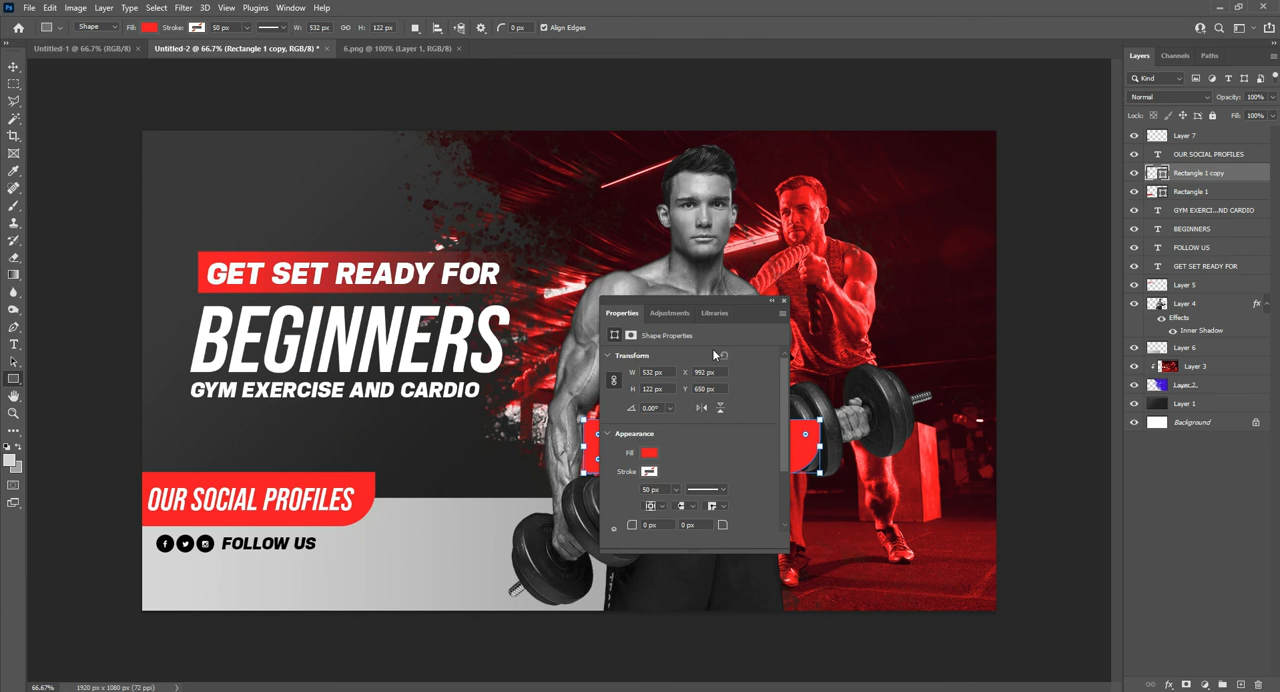 Ps File Edit Image Layer Type Select Filter 3D View Plugins Window Help
Shape Fill: Stroke: 50 px W: 532 px H: 122 px 0 px Align Edges
Untitled-1 @ 66.7% (RGB/8) × Untitled-2 @ 66.7% (Rectangle 1 copy, RGB/8) * × 6.png @ 100% (Layer 1, RGB/8) ×
Layers Channels Paths
Kind
Normal Opacity: 100%
Lock: Fill: 100%
Layer 7
OUR SOCIAL PROFILES
Rectangle 1 copy
Rectangle 1
GYM EXERCI...ND CARDIO
BEGINNERS
FOLLOW US
GET SET READY FOR
Layer 5
Layer 4 fx
Effects
Inner Shadow
Layer 6
Layer 3
Layer 2
Layer 1
Background
GET SET READY FOR
BEGINNERS
GYM EXERCISE AND CARDIO
OUR SOCIAL PROFILES
FOLLOW US
Properties Adjustments Libraries
Shape Properties
Transform
W 532 px X 992 px
H 122 px Y 650 px
0.00°
Appearance
Fill
Stroke
50 px
0 px 0 px
66.67% 1920 px x 1080 px (72 ppi)
fx